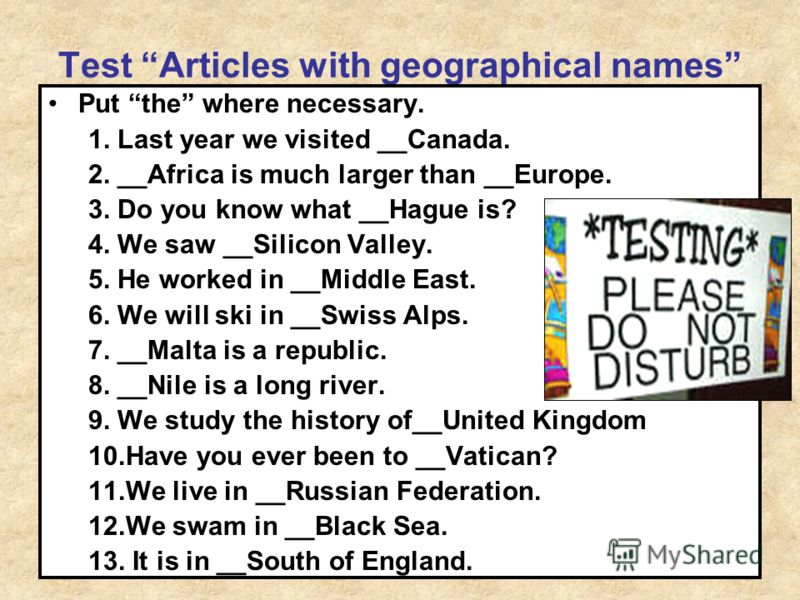 Test “Articles with geographical names”
• Put “the” where necessary.
1. Last year we visited __Canada.
2. __Africa is much larger than __Europe.
3. Do you know what __Hague is?
4. We saw __Silicon Valley.
5. He worked in __Middle East.
6. We will ski in __Swiss Alps.
7. __Malta is a republic.
8. __Nile is a long river.
9. We study the history of__United Kingdom
10.Have you ever been to __Vatican?
11.We live in __Russian Federation.
12.We swam in __Black Sea.
13. It is in __South of England.
*TESTING*
PLEASE
DO NOT
DISTURB
MyShared